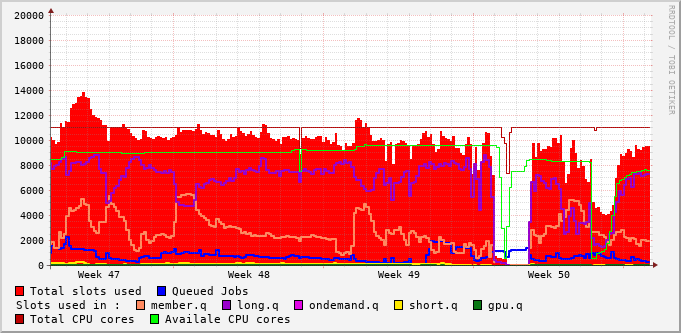 20000
18000
16000
14000
12000
10000
8000
6000
4000
2000
0
Week 47 Week 48 Week 49 Week 50
RRDTOOL / TOBI OETIKER
Total slots used Queued Jobs
Slots used in : member.q long.q ondemand.q short.q gpu.q
Total CPU cores Availale CPU cores